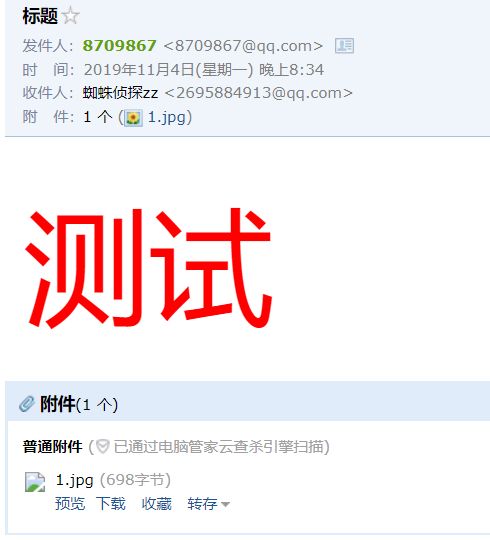 标题
发件人：8709867 <8709867@qq.com>
时　间：2019年11月4日(星期一) 晚上8:34
收件人：蜘蛛侦探zz <2695884913@qq.com>
附　件：1 个 (1.jpg)
测试
附件(1 个)
普通附件 (已通过电脑管家云查杀引擎扫描)
1.jpg (698字节)
预览 下载 收藏 转存